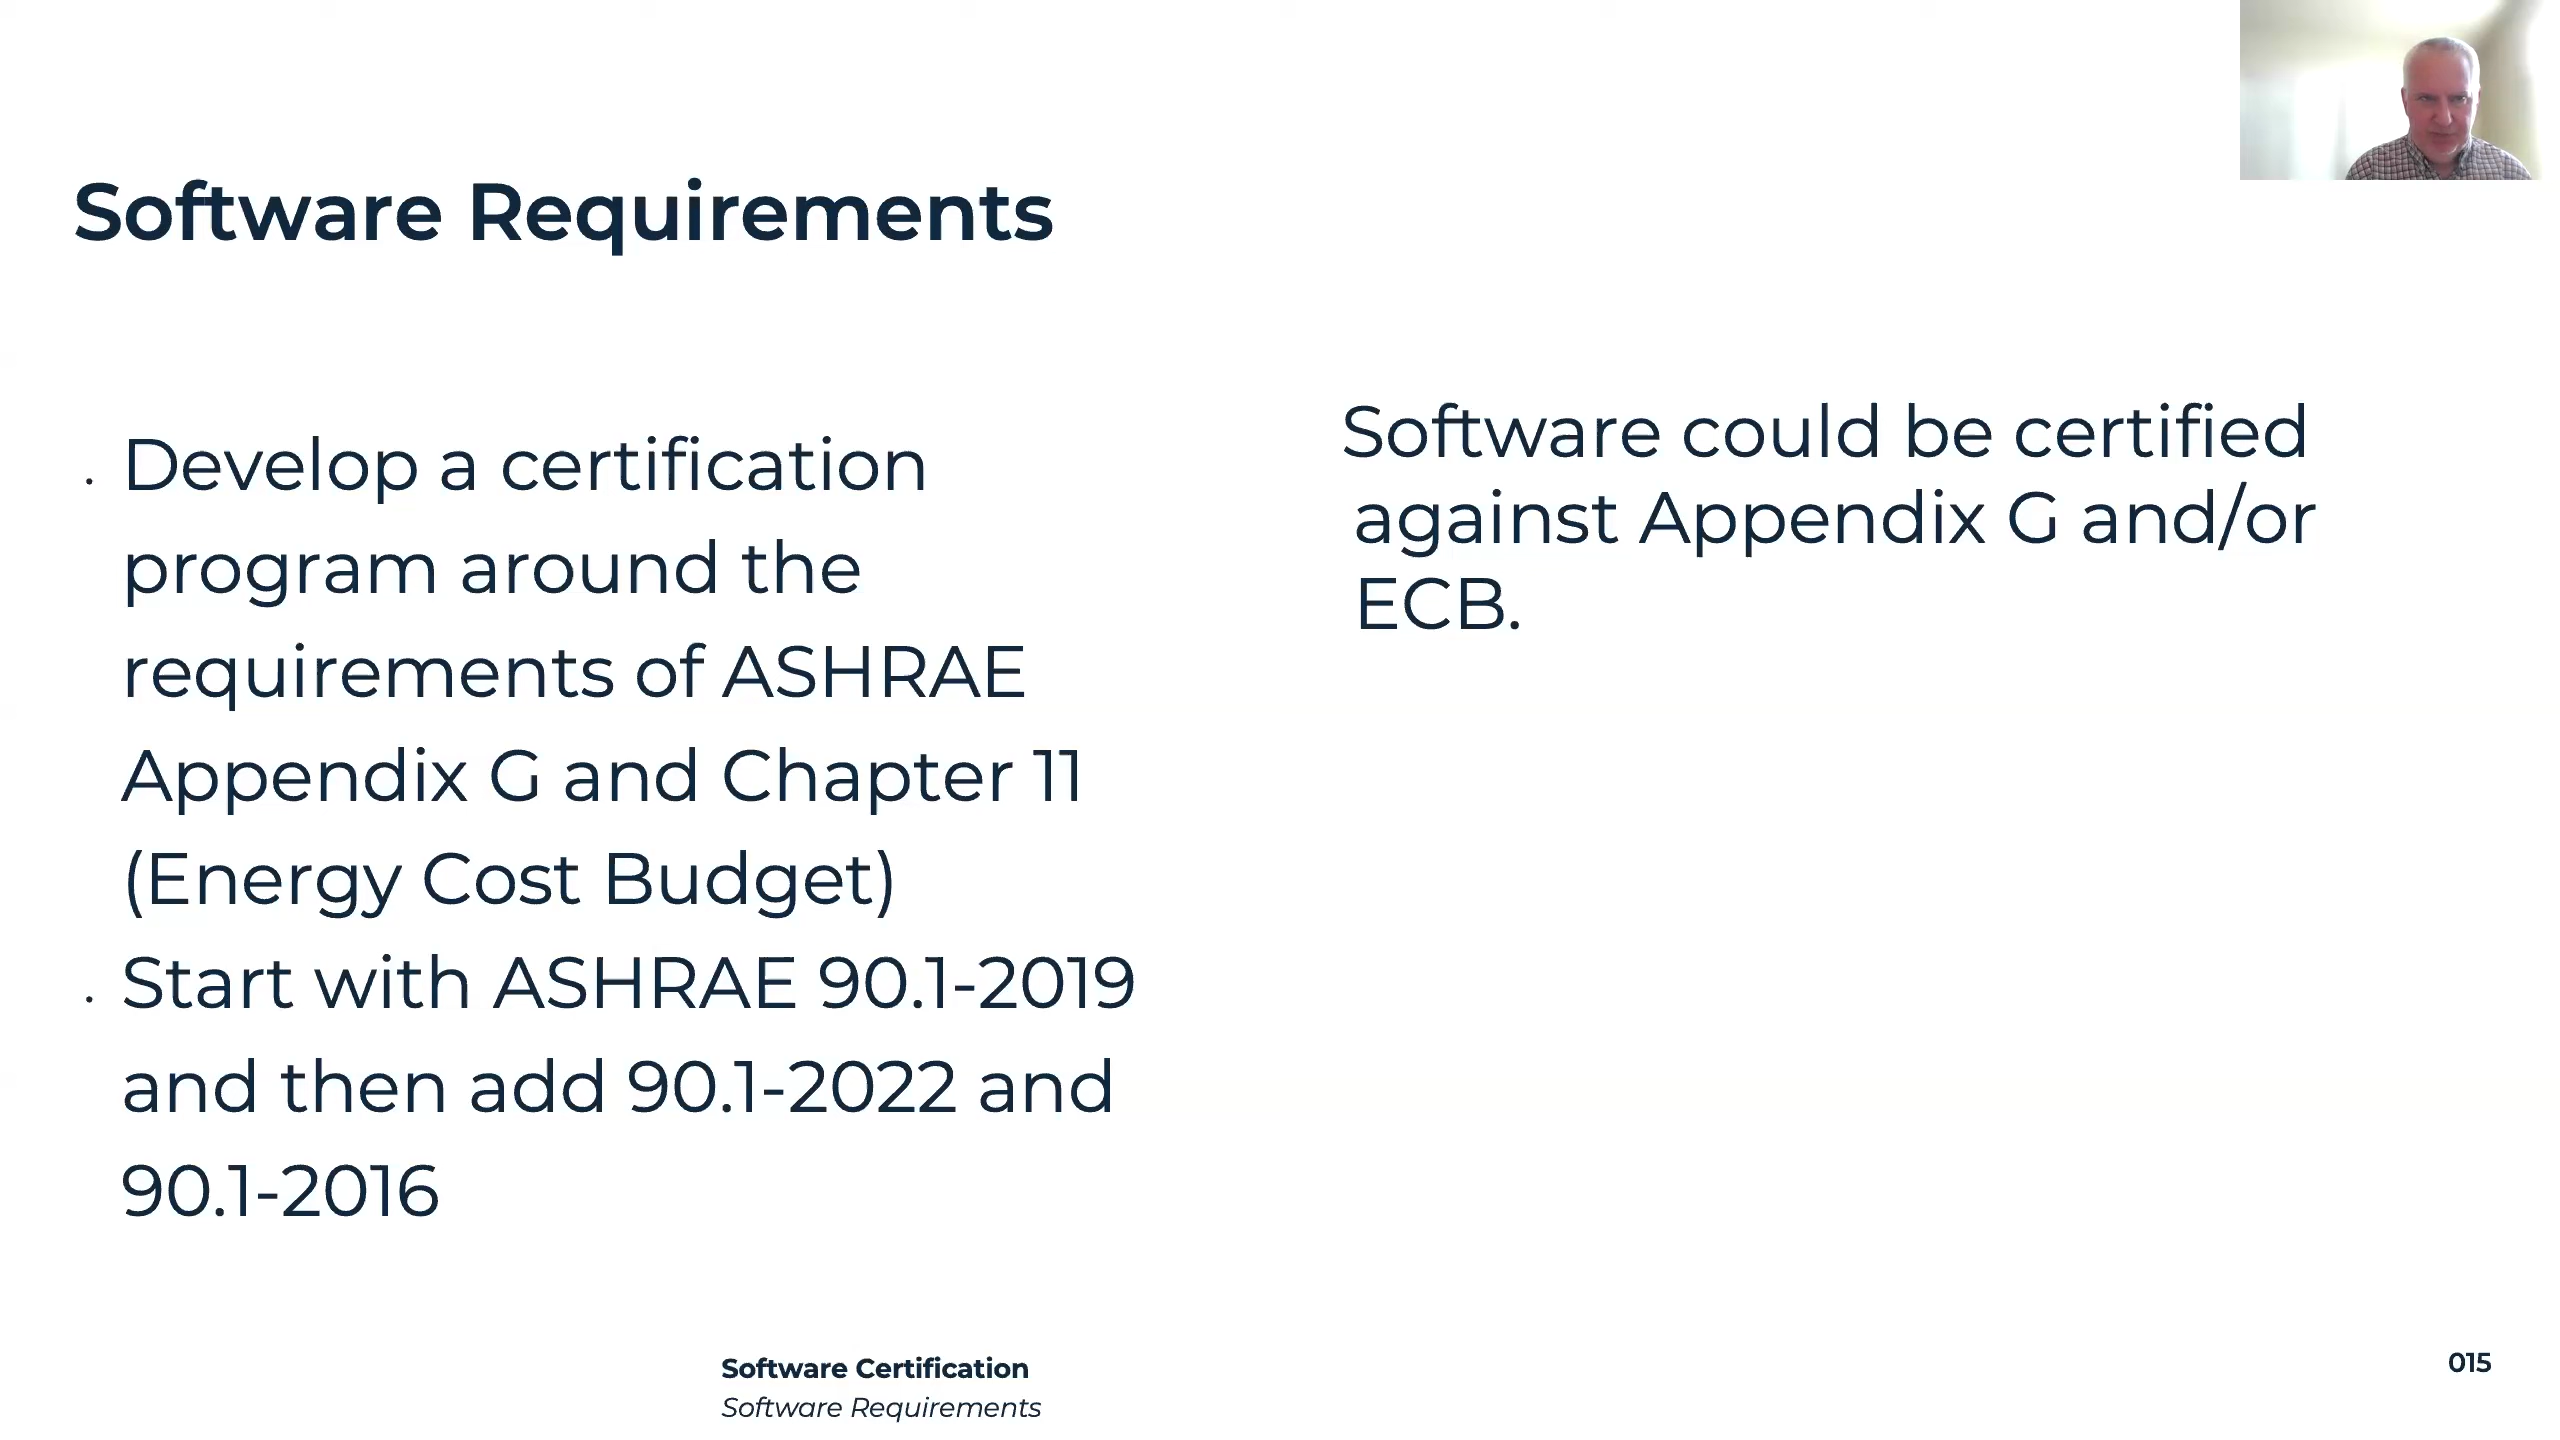 Software Requirements
· Develop a certification
program around the
requirements of ASHRAE
Appendix G and Chapter 11
(Energy Cost Budget)
· Start with ASHRAE 90.1-2019
and then add 90.1-2022 and
90.1-2016
Software could be certified
against Appendix G and/or
ECB.
Software Certification
Software Requirements
015